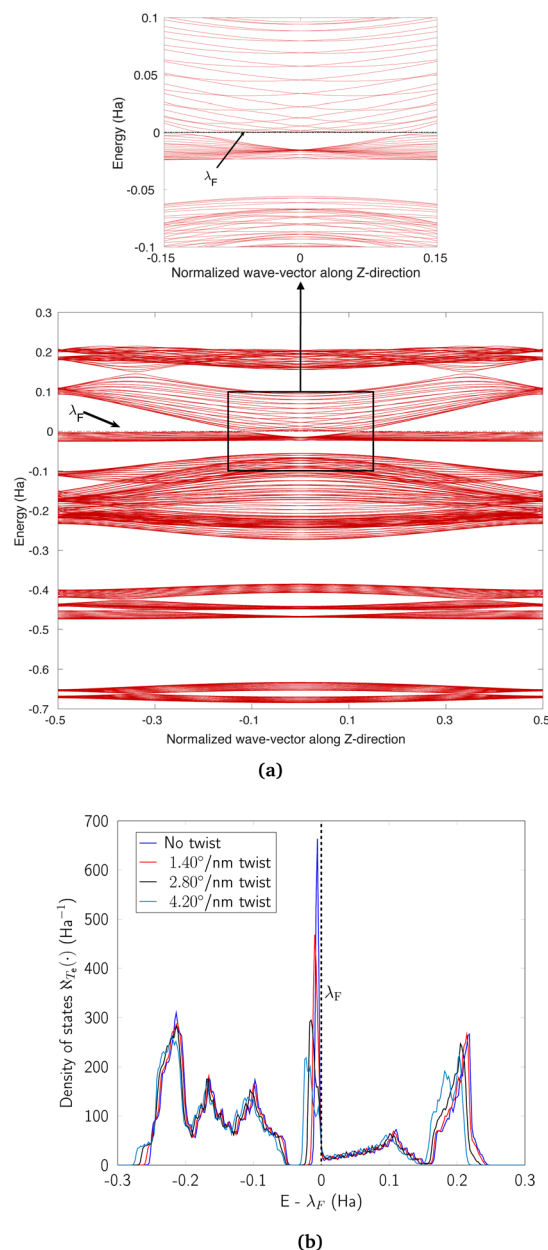 0.1
0.05
0
-0.05
-0.1
Energy (Ha)
λF
-0.15 0 0.15
Normalized wave-vector along Z-direction
0.3
0.2
0.1
0
-0.1
-0.2
-0.3
-0.4
-0.5
-0.6
-0.7
Energy (Ha)
λF
-0.5 -0.3 -0.1 0.1 0.3 0.5
Normalized wave-vector along Z-direction
(a)
700
600
500
400
300
200
100
0
Density of states ℵTe(·) (Ha−1)
No twist
1.40°/nm twist
2.80°/nm twist
4.20°/nm twist
λF
-0.3 -0.2 -0.1 0 0.1 0.2 0.3
E - λF (Ha)
(b)